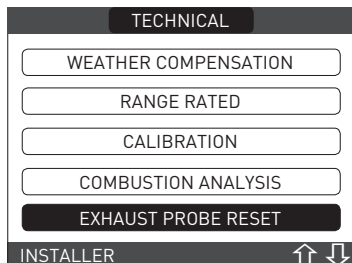 TECHNICAL
WEATHER COMPENSATION
RANGE RATED
CALIBRATION
COMBUSTION ANALYSIS
EXHAUST PROBE RESET
INSTALLER